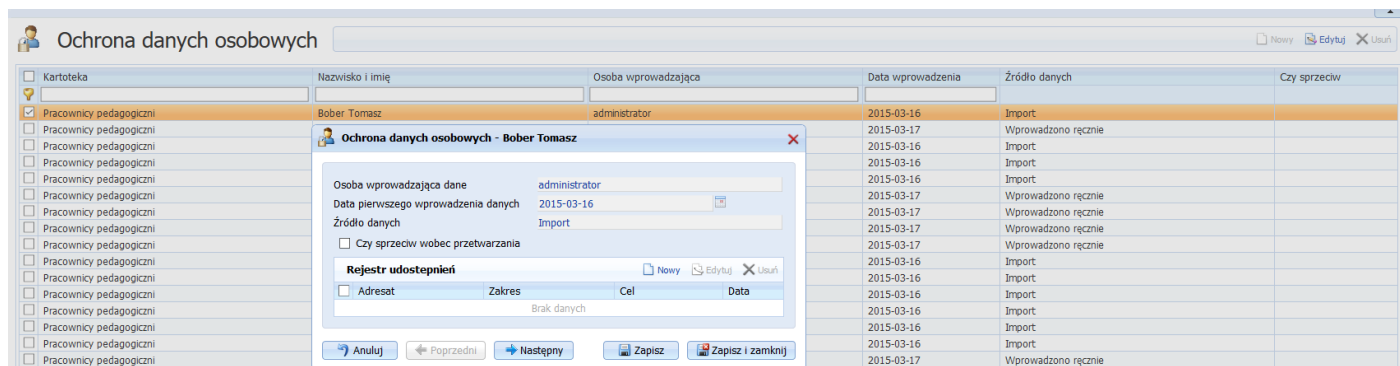 Ochrona danych osobowych Nowy Edytuj Usuń
Kartoteka Nazwisko i imię Osoba wprowadzająca Data wprowadzenia Źródło danych Czy sprzeciw
Pracownicy pedagogiczni Bober Tomasz administrator 2015-03-16 Import
Pracownicy pedagogiczni 2015-03-17 Wprowadzono ręcznie
Pracownicy pedagogiczni 2015-03-16 Import
Pracownicy pedagogiczni 2015-03-16 Import
Pracownicy pedagogiczni 2015-03-16 Import
Pracownicy pedagogiczni 2015-03-17 Wprowadzono ręcznie
Pracownicy pedagogiczni 2015-03-17 Wprowadzono ręcznie
Pracownicy pedagogiczni 2015-03-17 Wprowadzono ręcznie
Pracownicy pedagogiczni 2015-03-17 Wprowadzono ręcznie
Pracownicy pedagogiczni 2015-03-16 Import
Pracownicy pedagogiczni 2015-03-16 Import
Pracownicy pedagogiczni 2015-03-16 Import
Pracownicy pedagogiczni 2015-03-16 Import
Pracownicy pedagogiczni 2015-03-16 Import
Pracownicy pedagogiczni 2015-03-16 Import
Pracownicy pedagogiczni 2015-03-17 Wprowadzono ręcznie
Ochrona danych osobowych - Bober Tomasz
Osoba wprowadzająca dane administrator
Data pierwszego wprowadzenia danych 2015-03-16
Źródło danych Import
Czy sprzeciw wobec przetwarzania
Rejestr udostepnień Nowy Edytuj Usuń
Adresat Zakres Cel Data
Brak danych
Anuluj Poprzedni Następny Zapisz Zapisz i zamknij